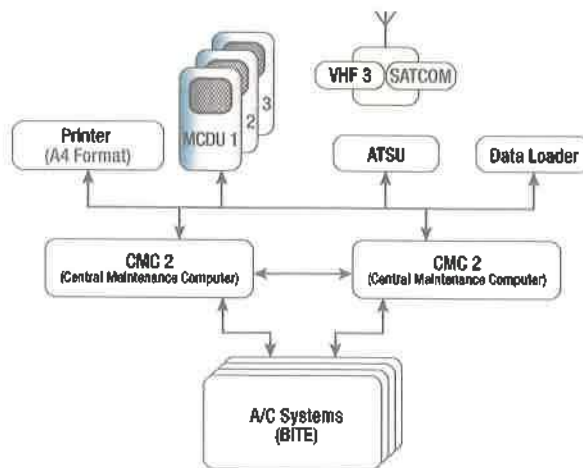 VHF 3
SATCOM
MCDU 1
2
3
Printer
(A4 Format)
ATSU
Data Loader
CMC 2
(Central Maintenance Computer)
CMC 2
(Central Maintenance Computer)
A/C Systems
(BITE)